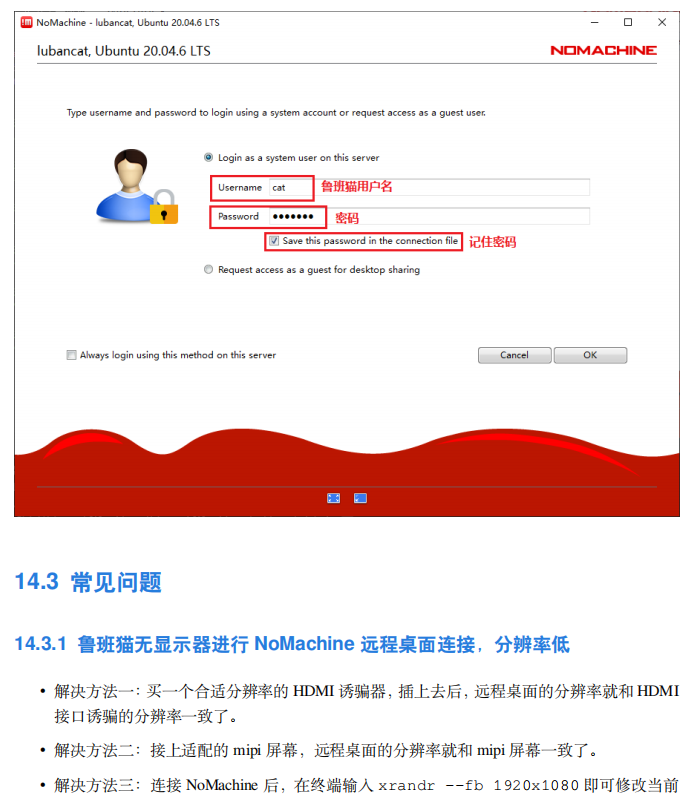 NoMachine - lubancat, Ubuntu 20.04.6 LTS
lubancat, Ubuntu 20.04.6 LTS
NOMACHINE
Type username and password to login using a system account or request access as a guest user.
Login as a system user on this server
Username cat 鲁班猫用户名
Password ●●●●●●● 密码
Save this password in the connection file 记住密码
Request access as a guest for desktop sharing
Always login using this method on this server
Cancel
OK
14.3 常见问题
14.3.1 鲁班猫无显示器进行 NoMachine 远程桌面连接，分辨率低
• 解决方法一：买一个合适分辨率的 HDMI 诱骗器，插上去后，远程桌面的分辨率就和 HDMI
接口诱骗的分辨率一致了。
• 解决方法二：接上适配的 mipi 屏幕，远程桌面的分辨率就和 mipi 屏幕一致了。
• 解决方法三：连接 NoMachine 后，在终端输入 xrandr --fb 1920x1080 即可修改当前